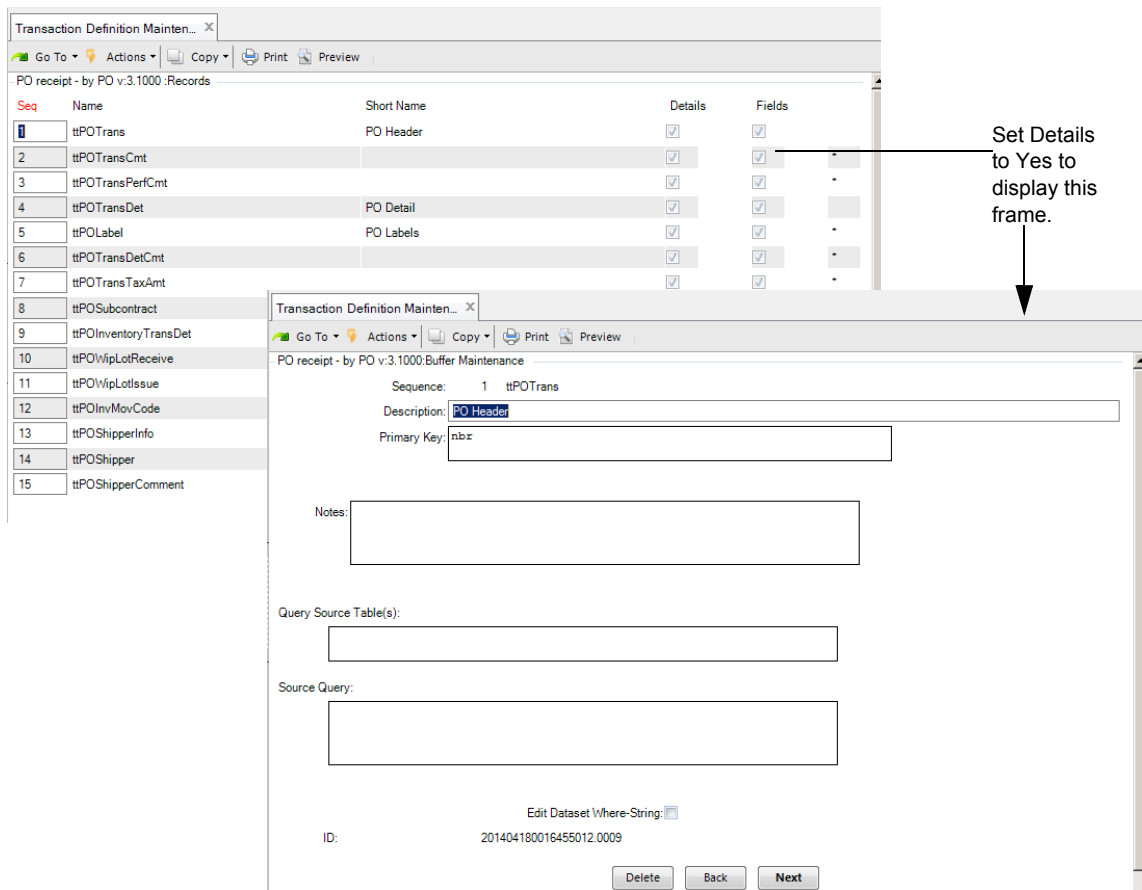 Transaction Definition Mainten... X
Go To Actions Copy Print Preview
PO receipt - by PO v:3.1000 :Records
Seq Name Short Name Details Fields
1 ttPOTrans PO Header
2 ttPOTransCmt *
3 ttPOTransPerfCmt *
4 ttPOTransDet PO Detail
5 ttPOLabel PO Labels *
6 ttPOTransDetCmt *
7 ttPOTransTaxAmt *
8 ttPOSubcontract
9 ttPOInventoryTransDet
10 ttPOWipLotReceive
11 ttPOWipLotIssue
12 ttPOInvMovCode
13 ttPOShipperInfo
14 ttPOShipper
15 ttPOShipperComment
Set Details
to Yes to
display this
frame.
Transaction Definition Mainten... X
Go To Actions Copy Print Preview
PO receipt - by PO v:3.1000:Buffer Maintenance
Sequence: 1 ttPOTrans
Description: PO Header
Primary Key: nbr
Notes:
Query Source Table(s):
Source Query:
Edit Dataset Where-String:
ID: 201404180016455012.0009
Delete Back Next